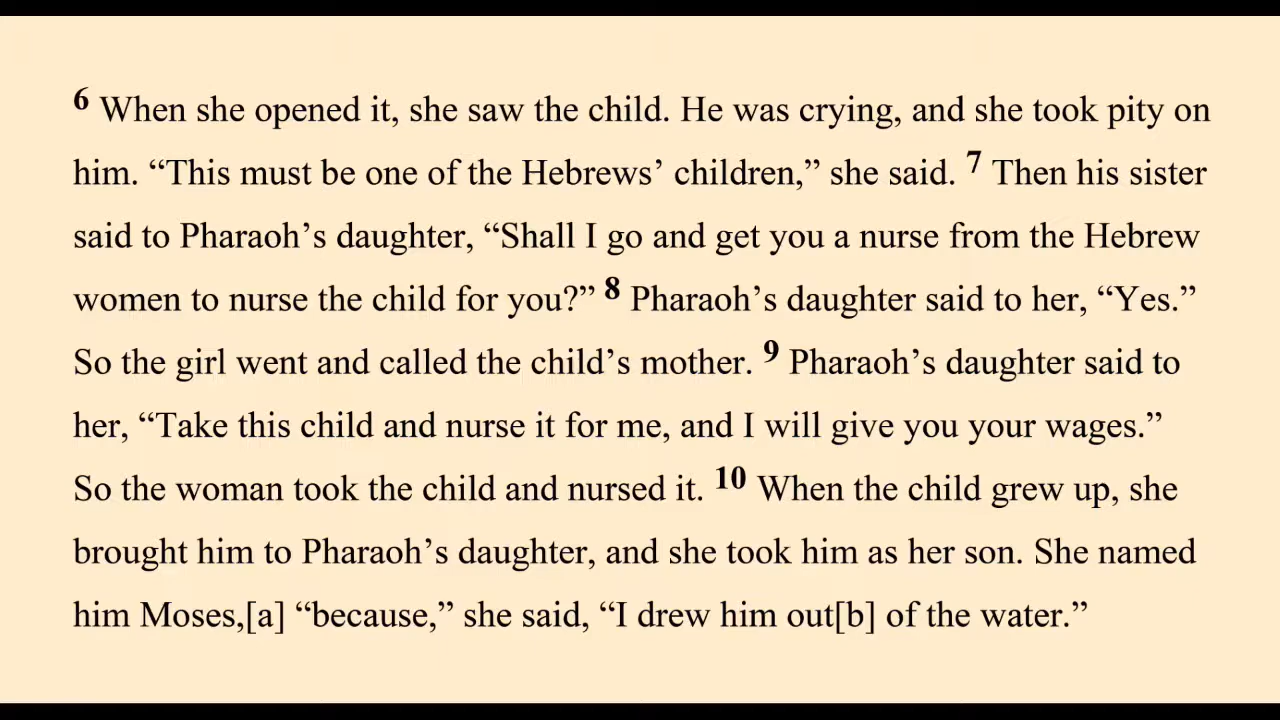 6 When she opened it, she saw the child. He was crying, and she took pity on
him. “This must be one of the Hebrews’ children,” she said. 7 Then his sister
said to Pharaoh’s daughter, “Shall I go and get you a nurse from the Hebrew
women to nurse the child for you?” 8 Pharaoh’s daughter said to her, “Yes.”
So the girl went and called the child’s mother. 9 Pharaoh’s daughter said to
her, “Take this child and nurse it for me, and I will give you your wages.”
So the woman took the child and nursed it. 10 When the child grew up, she
brought him to Pharaoh’s daughter, and she took him as her son. She named
him Moses,[a] “because,” she said, “I drew him out[b] of the water.”